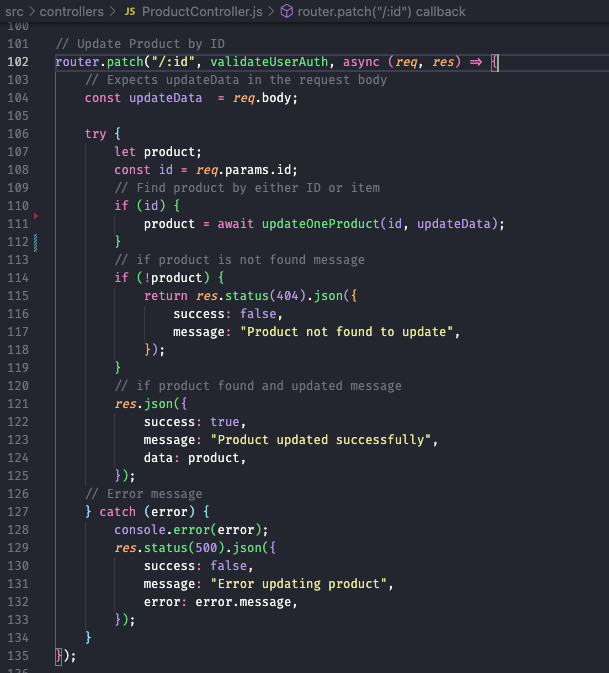 src > controllers > JS ProductController.js > router.patch("/:id") callback
100
101 // Update Product by ID
102 router.patch("/:id", validateUserAuth, async (req, res) => {
103     // Expects updateData in the request body
104     const updateData  = req.body;
105
106     try {
107         let product;
108         const id = req.params.id;
109         // Find product by either ID or item
110         if (id) {
111             product = await updateOneProduct(id, updateData);
112         }
113         // if product is not found message
114         if (!product) {
115             return res.status(404).json({
116                 success: false,
117                 message: "Product not found to update",
118             });
119         }
120         // if product found and updated message
121         res.json({
122             success: true,
123             message: "Product updated successfully",
124             data: product,
125         });
126     // Error message
127     } catch (error) {
128         console.error(error);
129         res.status(500).json({
130             success: false,
131             message: "Error updating product",
132             error: error.message,
133         });
134     }
135 });
136